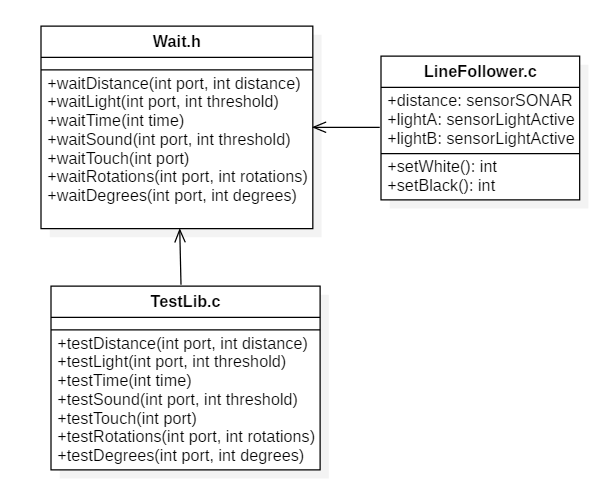 Wait.h
+waitDistance(int port, int distance)
+waitLight(int port, int threshold)
+waitTime(int time)
+waitSound(int port, int threshold)
+waitTouch(int port)
+waitRotations(int port, int rotations)
+waitDegrees(int port, int degrees)
LineFollower.c
+distance: sensorSONAR
+lightA: sensorLightActive
+lightB: sensorLightActive
+setWhite(): int
+setBlack(): int
TestLib.c
+testDistance(int port, int distance)
+testLight(int port, int threshold)
+testTime(int time)
+testSound(int port, int threshold)
+testTouch(int port)
+testRotations(int port, int rotations)
+testDegrees(int port, int degrees)